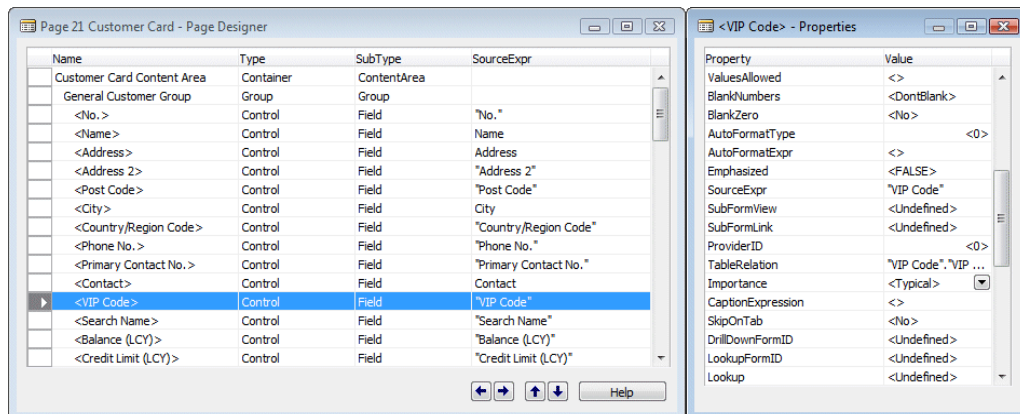 Page 21 Customer Card - Page Designer
Name Type SubType SourceExpr
Customer Card Content Area Container ContentArea
General Customer Group Group Group
<No.> Control Field "No."
<Name> Control Field Name
<Address> Control Field Address
<Address 2> Control Field "Address 2"
<Post Code> Control Field "Post Code"
<City> Control Field City
<Country/Region Code> Control Field "Country/Region Code"
<Phone No.> Control Field "Phone No."
<Primary Contact No.> Control Field "Primary Contact No."
<Contact> Control Field Contact
<VIP Code> Control Field "VIP Code"
<Search Name> Control Field "Search Name"
<Balance (LCY)> Control Field "Balance (LCY)"
<Credit Limit (LCY)> Control Field "Credit Limit (LCY)"
Help
<VIP Code> - Properties
Property Value
ValuesAllowed <>
BlankNumbers <DontBlank>
BlankZero <No>
AutoFormatType <0>
AutoFormatExpr <>
Emphasized <FALSE>
SourceExpr "VIP Code"
SubFormView <Undefined>
SubFormLink <Undefined>
ProviderID <0>
TableRelation "VIP Code"."VIP ...
Importance <Typical>
CaptionExpression <>
SkipOnTab <No>
DrillDownFormID <Undefined>
LookupFormID <Undefined>
Lookup <Undefined>